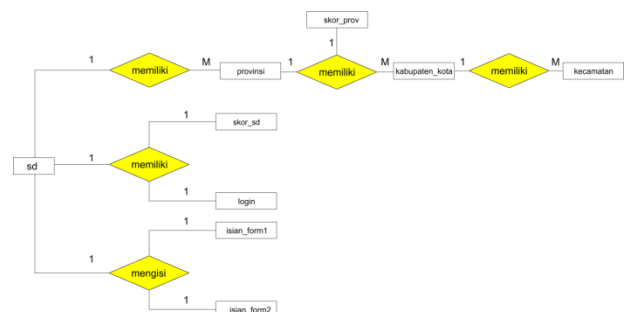 skor_prov
1
1
memiliki
M
provinsi
1
memiliki
M
kabupaten_kota
1
memiliki
M
kecamatan
1
skor_sd
sd
1
memiliki
1
login
1
isian_form1
1
mengisi
1
isian_form2